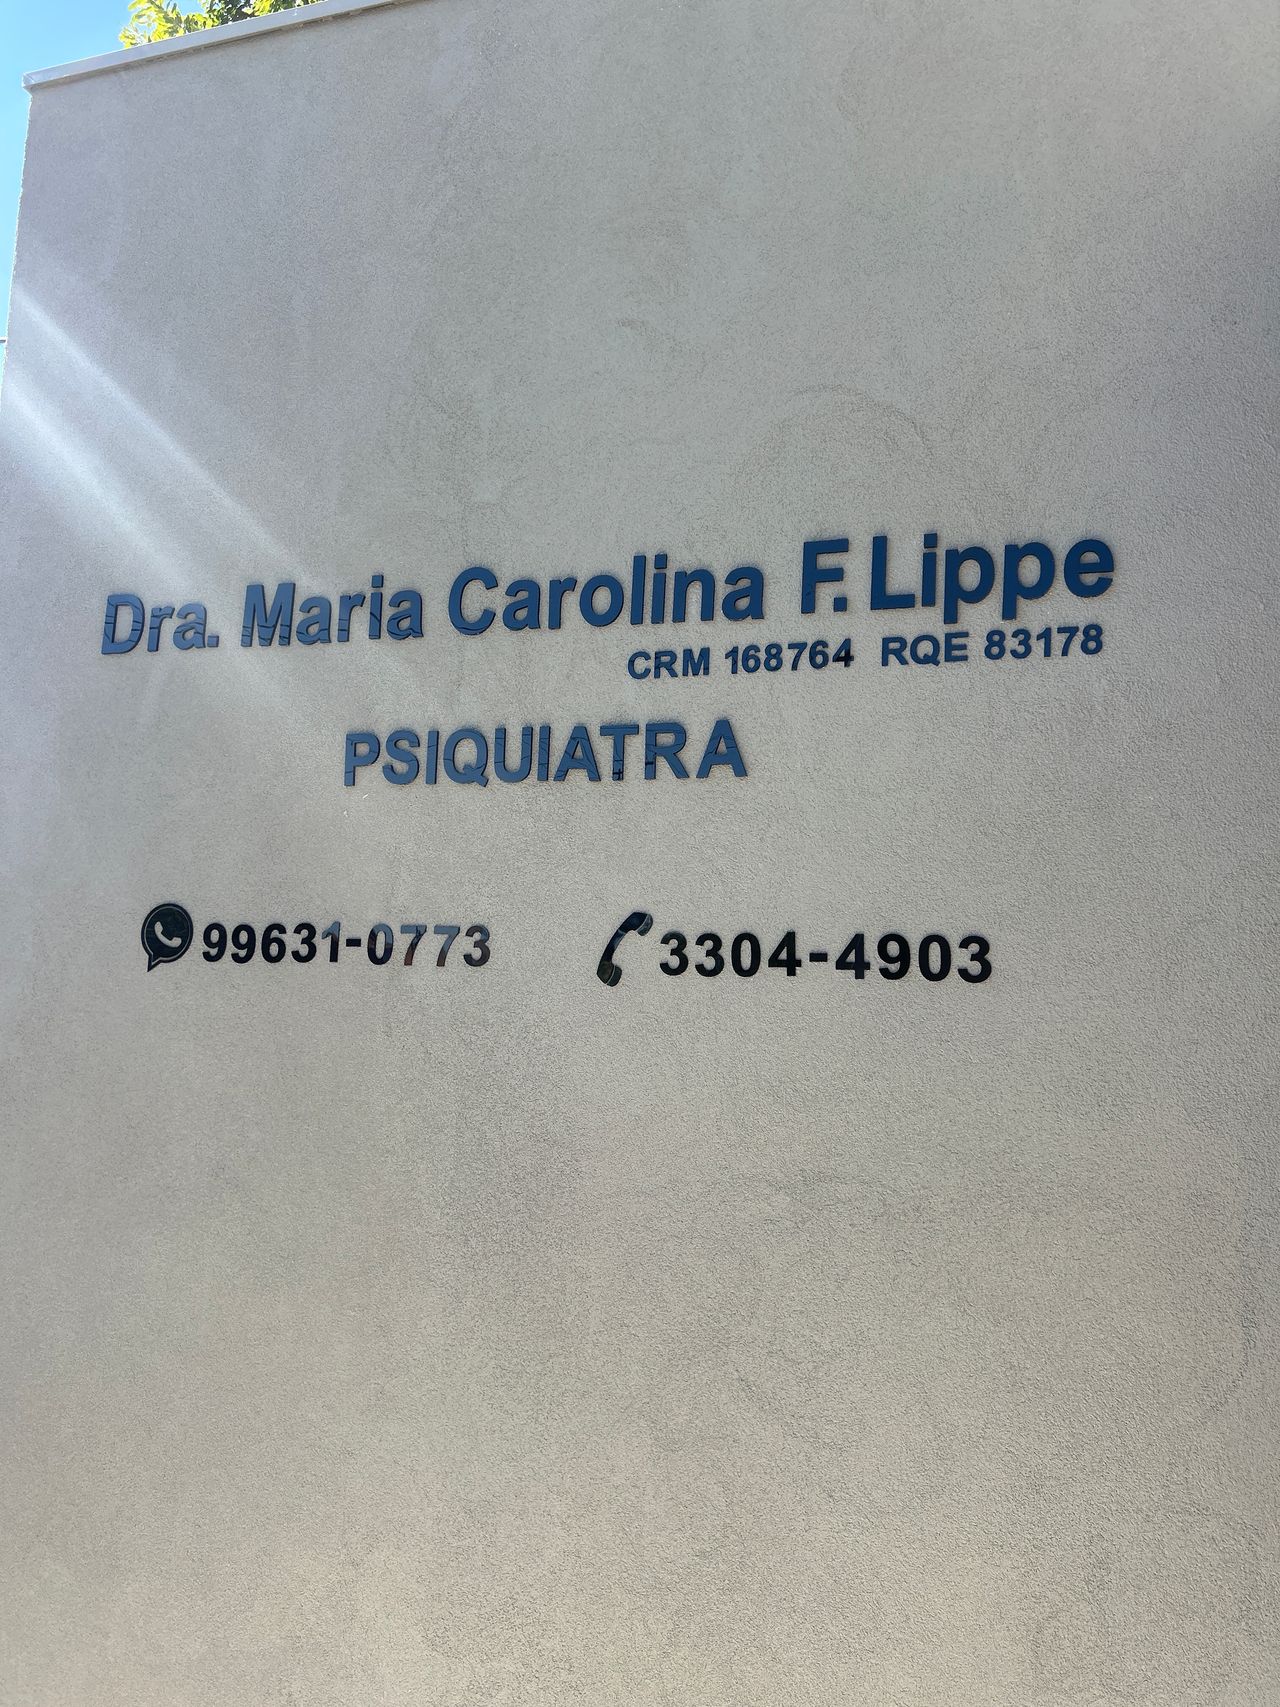 Dra. Maria Carolina F. Lippe
CRM 168764 RQE 83178
PSIQUIATRA
99631-0773 3304-4903